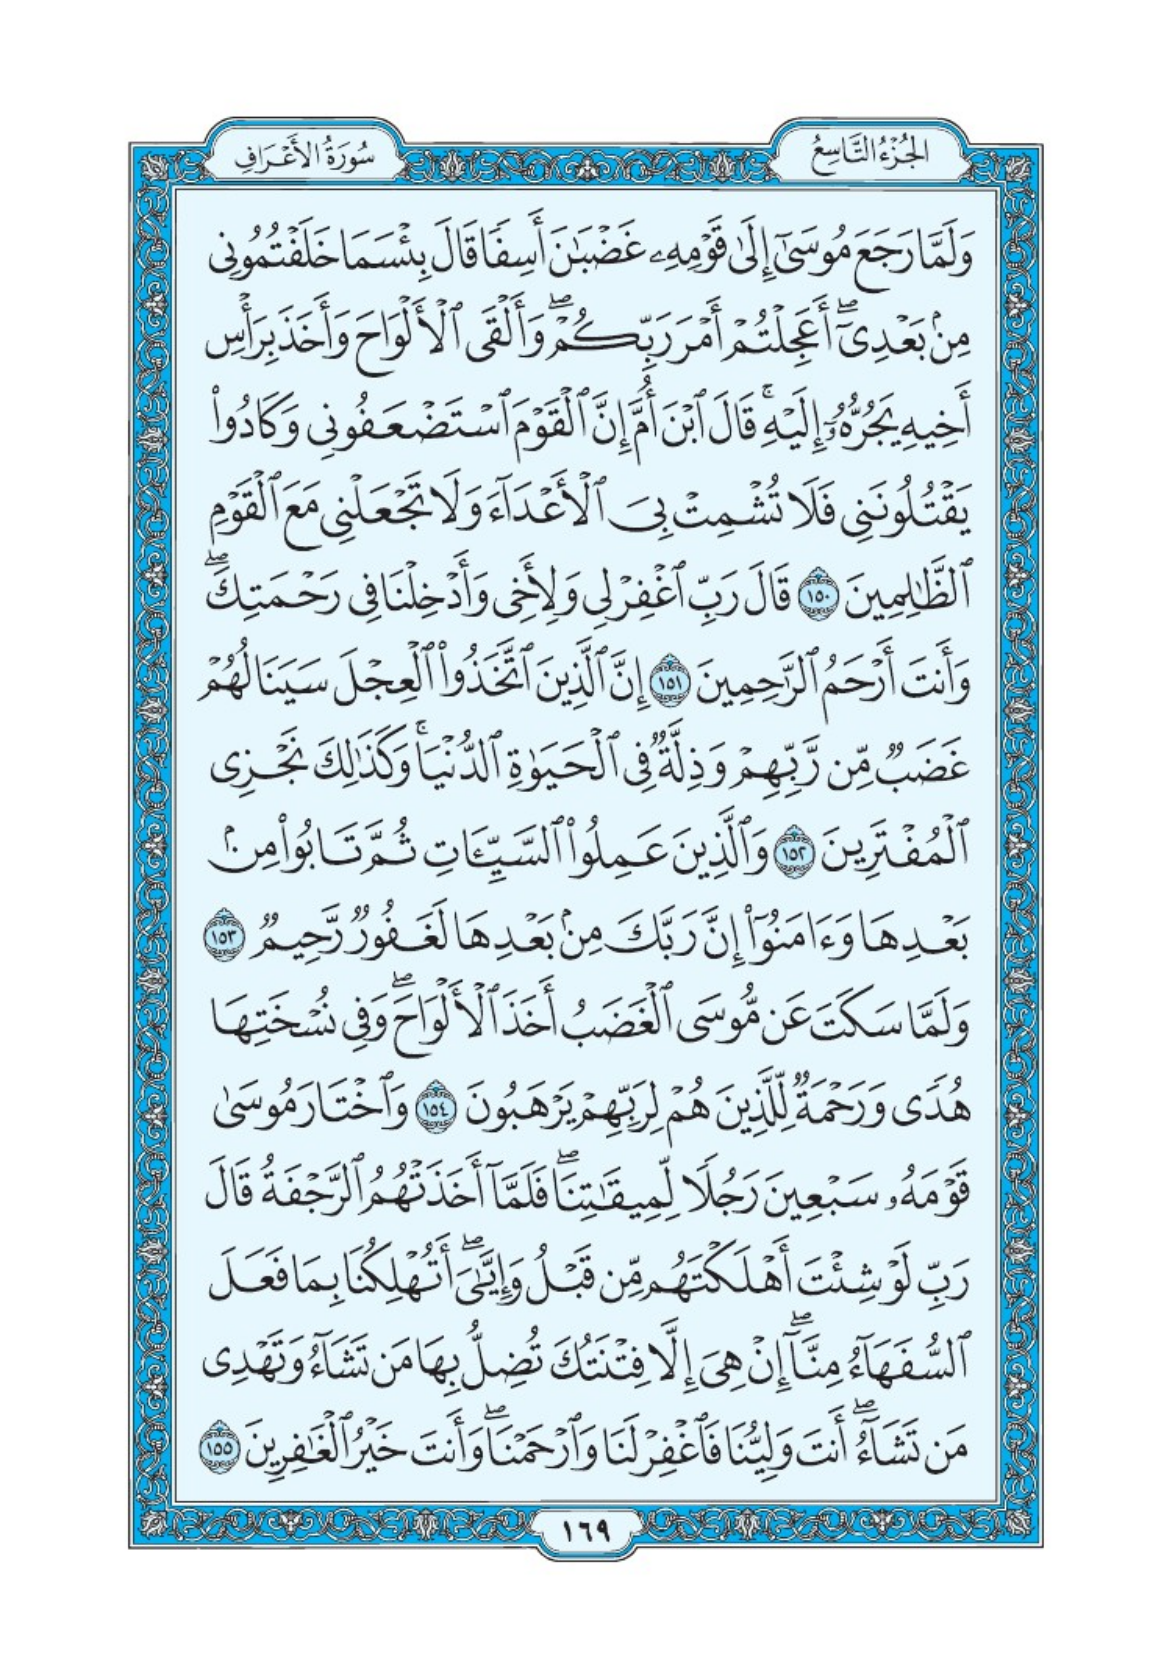 الجُزْءُ التَّاسِعُ
سُورَةُ الأَعْرَافِ
وَلَمَّا رَجَعَ مُوسَىٰٓ إِلَىٰ قَوْمِهِۦ غَضْبَٰنَ أَسِفٗا قَالَ بِئْسَمَا خَلَفْتُمُونِي
مِنۢ بَعْدِيٓۖ أَعَجِلْتُمْ أَمْرَ رَبِّكُمْۖ وَأَلْقَى ٱلْأَلْوَاحَ وَأَخَذَ بِرَأْسِ
أَخِيهِ يَجُرُّهُۥٓ إِلَيْهِۚ قَالَ ٱبْنَ أُمَّ إِنَّ ٱلْقَوْمَ ٱسْتَضْعَفُونِي وَكَادُوا۟
يَقْتُلُونَنِي فَلَا تُشْمِتْ بِيَ ٱلْأَعْدَآءَ وَلَا تَجْعَلْنِي مَعَ ٱلْقَوْمِ
ٱلظَّٰلِمِينَ ١٥٠ قَالَ رَبِّ ٱغْفِرْ لِي وَلِأَخِي وَأَدْخِلْنَا فِي رَحْمَتِكَۖ
وَأَنتَ أَرْحَمُ ٱلرَّٰحِمِينَ ١٥١ إِنَّ ٱلَّذِينَ ٱتَّخَذُوا۟ ٱلْعِجْلَ سَيَنَالُهُمْ
غَضَبٞ مِّن رَّبِّهِمْ وَذِلَّةٞ فِي ٱلْحَيَوٰةِ ٱلدُّنْيَاۚ وَكَذَٰلِكَ نَجْزِي
ٱلْمُفْتَرِينَ ١٥٢ وَٱلَّذِينَ عَمِلُوا۟ ٱلسَّيِّـَٔاتِ ثُمَّ تَابُوا۟ مِنۢ
بَعْدِهَا وَءَامَنُوٓا۟ إِنَّ رَبَّكَ مِنۢ بَعْدِهَا لَغَفُورٞ رَّحِيمٞ ١٥٣
وَلَمَّا سَكَتَ عَن مُّوسَى ٱلْغَضَبُ أَخَذَ ٱلْأَلْوَاحَۖ وَفِي نُسْخَتِهَا
هُدٗى وَرَحْمَةٞ لِّلَّذِينَ هُمْ لِرَبِّهِمْ يَرْهَبُونَ ١٥٤ وَٱخْتَارَ مُوسَىٰ
قَوْمَهُۥ سَبْعِينَ رَجُلٗا لِّمِيقَٰتِنَاۖ فَلَمَّآ أَخَذَتْهُمُ ٱلرَّجْفَةُ قَالَ
رَبِّ لَوْ شِئْتَ أَهْلَكْتَهُم مِّن قَبْلُ وَإِيَّٰيَۖ أَتُهْلِكُنَا بِمَا فَعَلَ
ٱلسُّفَهَآءُ مِنَّآۖ إِنْ هِيَ إِلَّا فِتْنَتُكَ تُضِلُّ بِهَا مَن تَشَآءُ وَتَهْدِي
مَن تَشَآءُۖ أَنتَ وَلِيُّنَا فَٱغْفِرْ لَنَا وَٱرْحَمْنَاۖ وَأَنتَ خَيْرُ ٱلْغَٰفِرِينَ ١٥٥
١٦٩